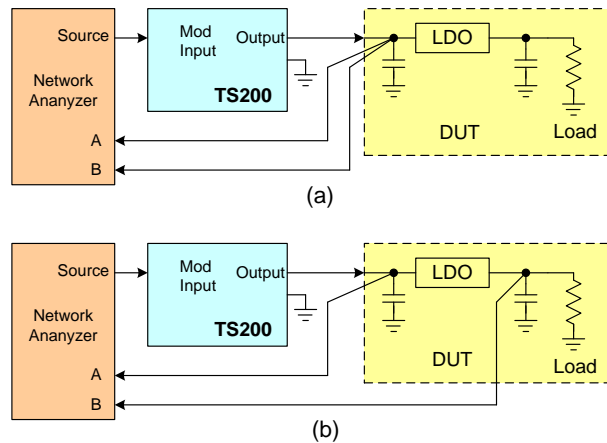 Source
Mod
Input
Output
TS200
Network
Ananyzer
A
B
LDO
DUT
Load
(a)
Source
Mod
Input
Output
TS200
Network
Ananyzer
A
B
LDO
DUT
Load
(b)